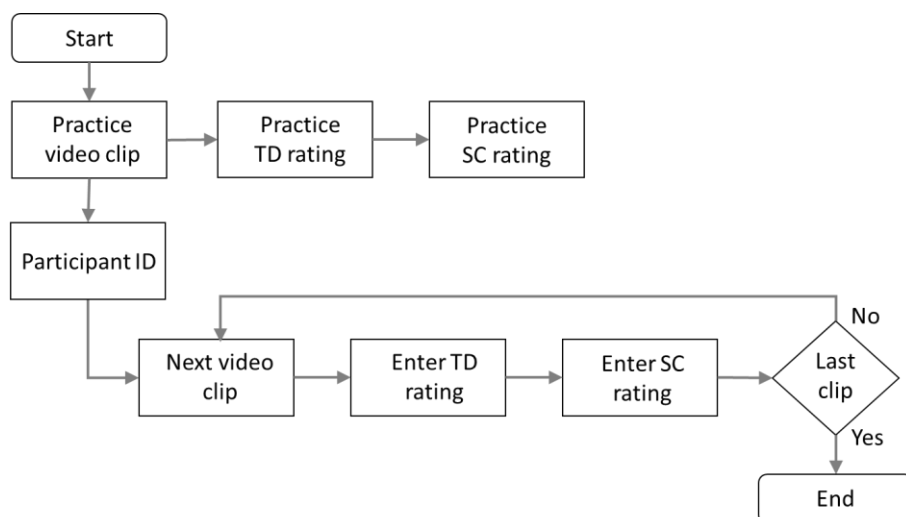 Start
Practice
video clip
Practice
TD rating
Practice
SC rating
Participant ID
No
Next video
clip
Enter TD
rating
Enter SC
rating
Last
clip
Yes
End